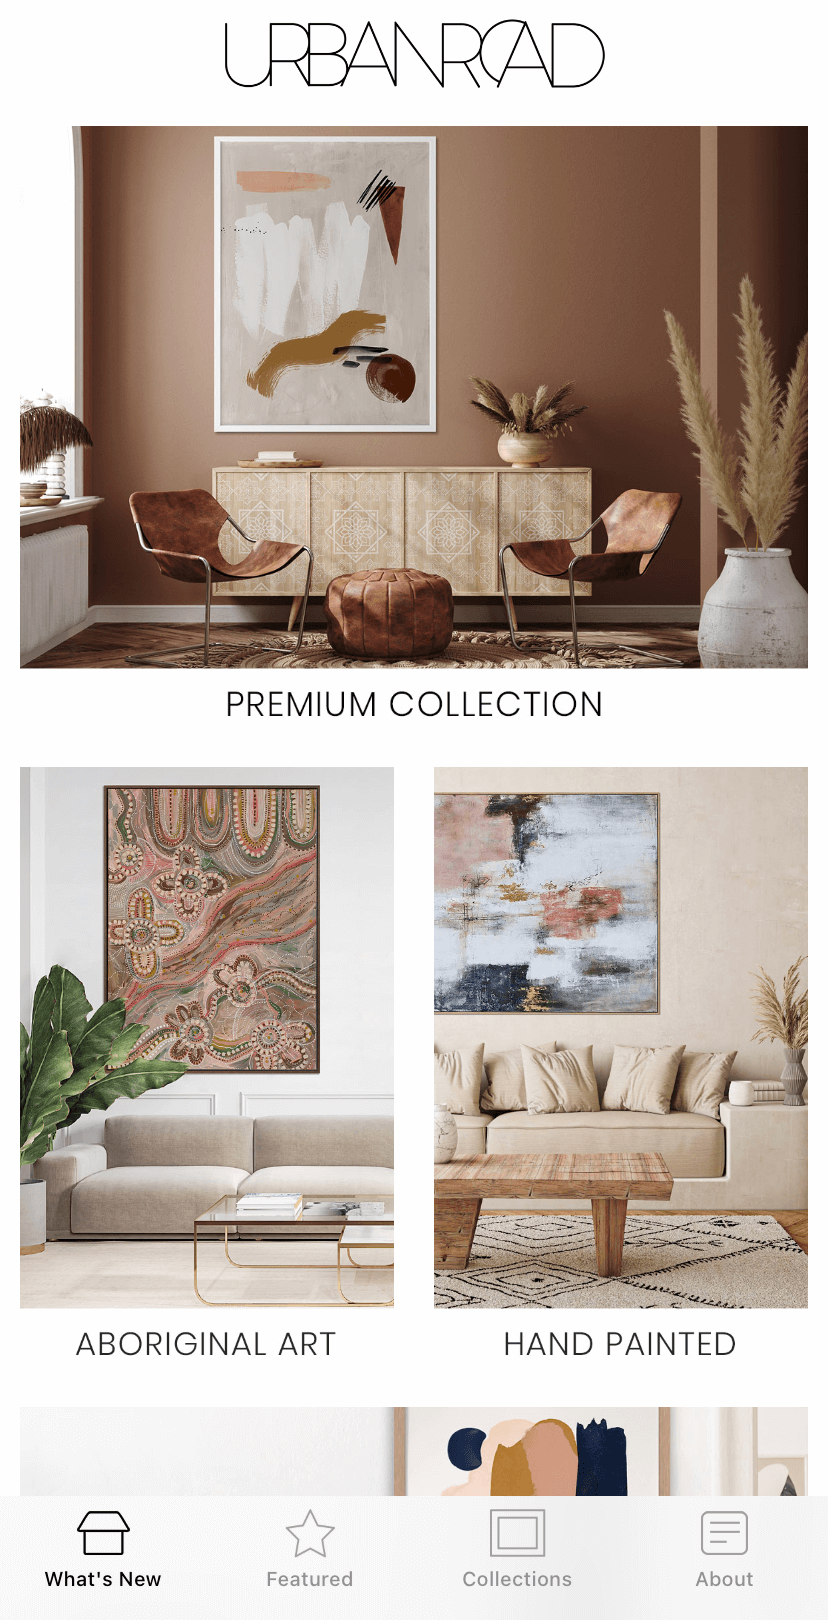 URBANROAD
PREMIUM COLLECTION
ABORIGINAL ART
HAND PAINTED
What's New
Featured
Collections
About